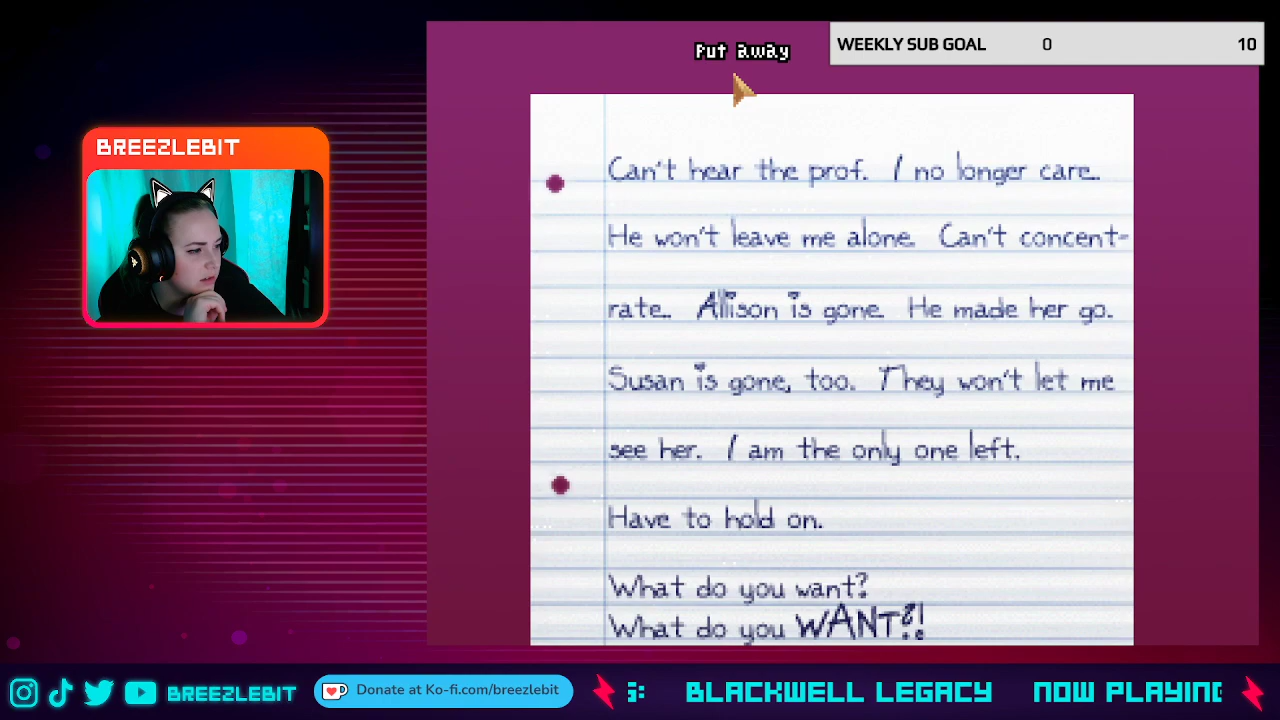 Put away
WEEKLY SUB GOAL 0 10
BREEZLEBIT
Can't hear the prof. I no longer care.
He won't leave me alone. Can't concent-
rate. Allison is gone. He made her go.
Susan is gone, too. They won't let me
see her. I am the only one left.
Have to hold on.
What do you want?
What do you WANT?!
BREEZLEBIT Donate at Ko-fi.com/breezlebit G: BLACKWELL LEGACY NOW PLAYING